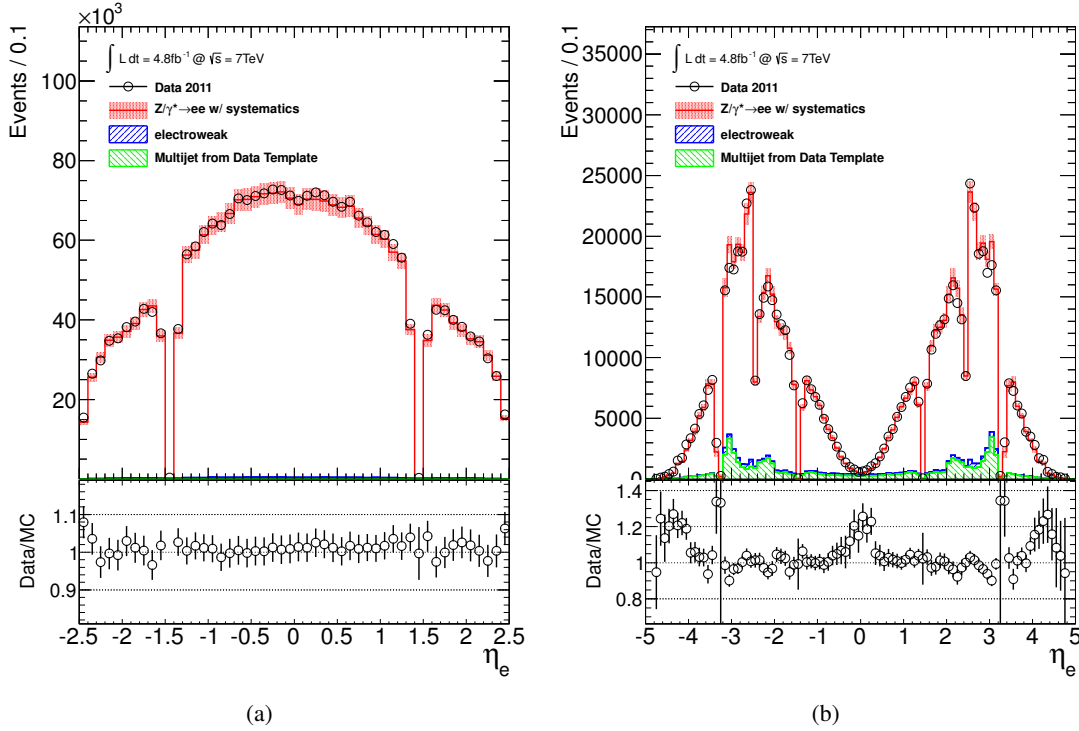 ×10³
Events / 0.1
100
80
60
40
20
∫ L dt = 4.8fb⁻¹ @ √s = 7TeV
Data 2011
Z/γ*→ee w/ systematics
electroweak
Multijet from Data Template
Data/MC
1.1
1
0.9
-2.5 -2 -1.5 -1 -0.5 0 0.5 1 1.5 2 2.5
ηe
(a)
Events / 0.1
35000
30000
25000
20000
15000
10000
5000
0
∫ L dt = 4.8fb⁻¹ @ √s = 7TeV
Data 2011
Z/γ*→ee w/ systematics
electroweak
Multijet from Data Template
Data/MC
1.4
1.2
1
0.8
-5 -4 -3 -2 -1 0 1 2 3 4 5
ηe
(b)